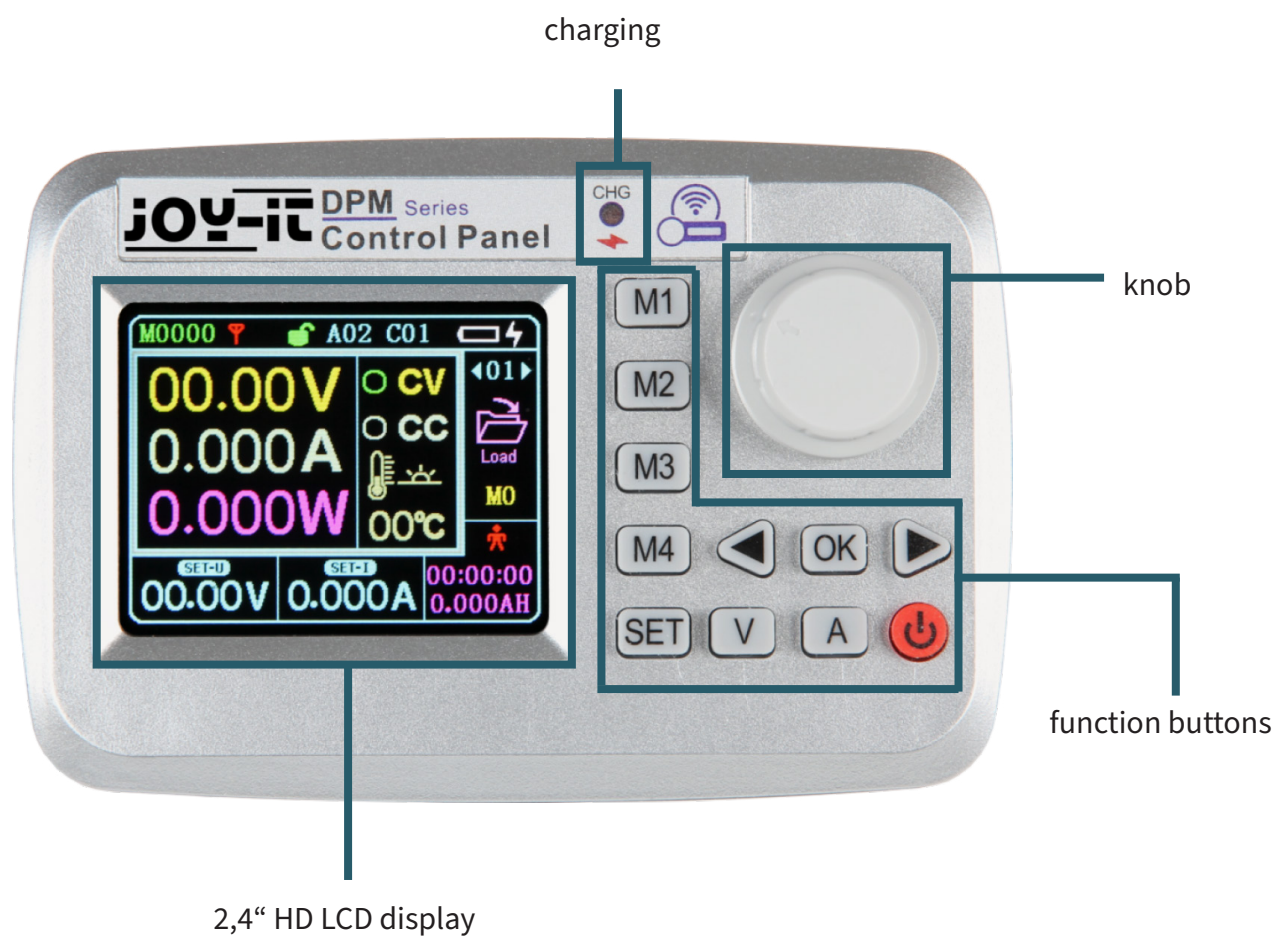 charging
JOY-iT DPM Series
Control Panel
CHG
knob
M1
M2
M3
M4
OK
SET
V
A
M0000 A02 C01
00.00V
0.000A
0.000W
CV
CC
00℃
01
Load
M0
SET-U
00.00V
SET-I
0.000A
00:00:00
0.000AH
function buttons
2,4“ HD LCD display